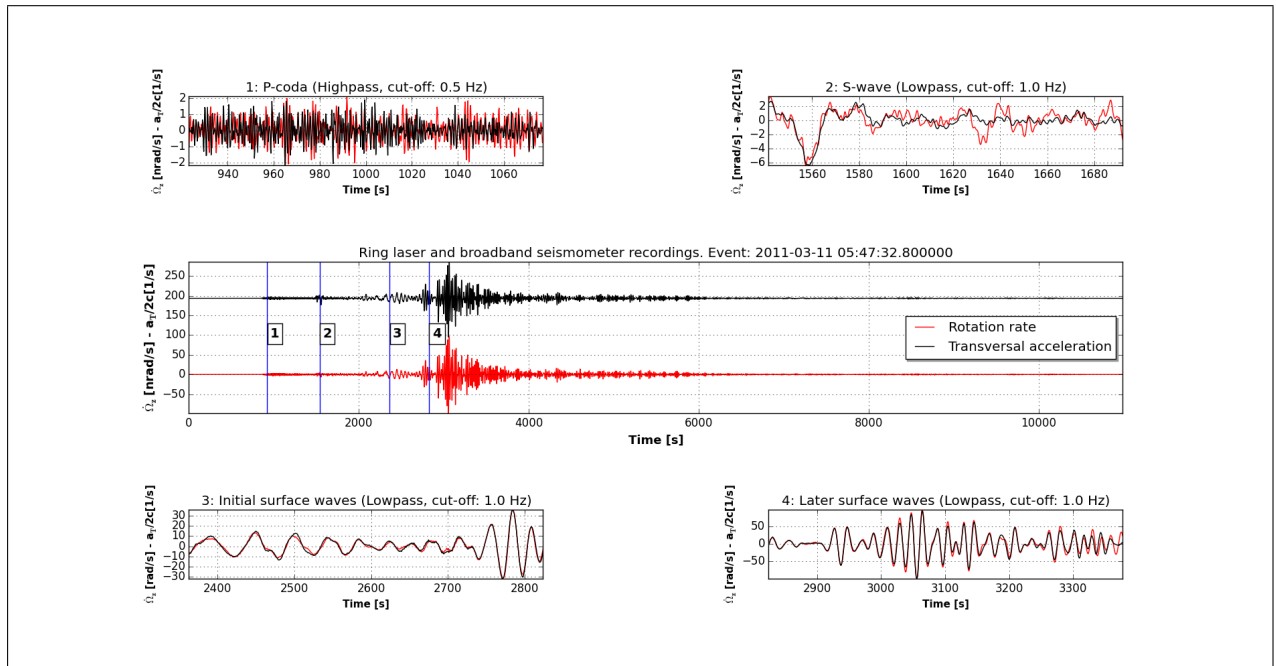 1: P-coda (Highpass, cut-off: 0.5 Hz)
Ω̇z [nrad/s] - aT/2c[1/s]
2
1
0
−1
−2
940 960 980 1000 1020 1040 1060
Time [s]
2: S-wave (Lowpass, cut-off: 1.0 Hz)
Ω̇z [nrad/s] - aT/2c[1/s]
2
0
−2
−4
−6
1560 1580 1600 1620 1640 1660 1680
Time [s]
Ring laser and broadband seismometer recordings. Event: 2011-03-11 05:47:32.800000
Ω̇z [nrad/s] - aT/2c[1/s]
250
200
150
100
50
0
−50
1 2 3 4
Rotation rate
Transversal acceleration
0 2000 4000 6000 8000 10000
Time [s]
3: Initial surface waves (Lowpass, cut-off: 1.0 Hz)
Ω̇z [rad/s] - aT/2c[1/s]
30
20
10
0
−10
−20
−30
2400 2500 2600 2700 2800
Time [s]
4: Later surface waves (Lowpass, cut-off: 1.0 Hz)
Ω̇z [rad/s] - aT/2c[1/s]
50
0
−50
2900 3000 3100 3200 3300
Time [s]